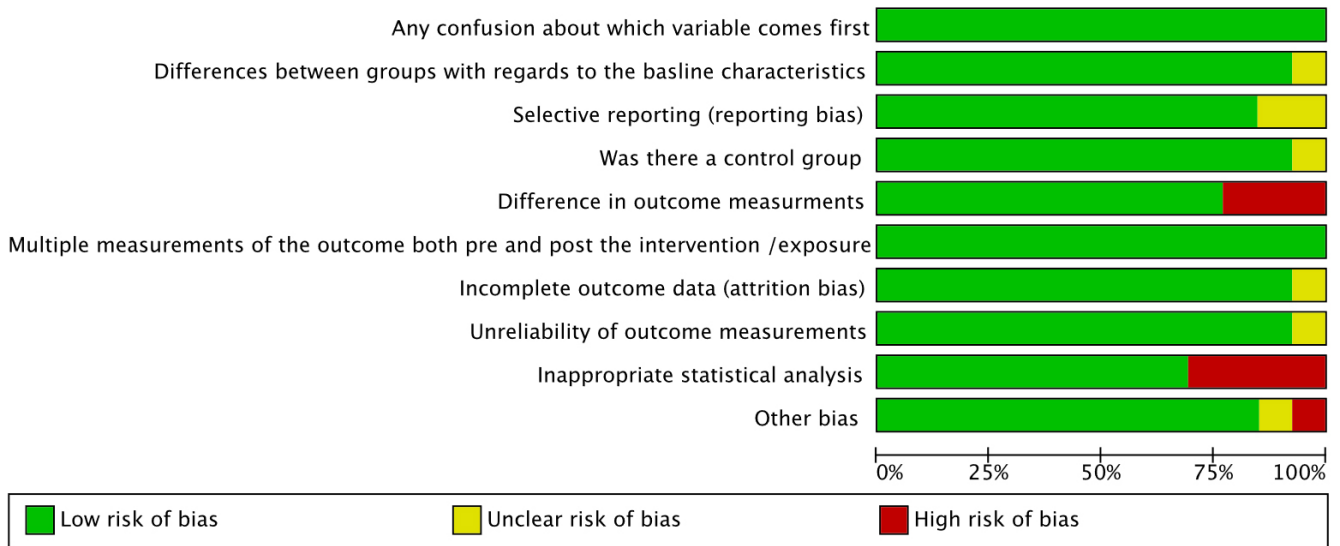 Any confusion about which variable comes first
Differences between groups with regards to the basline characteristics
Selective reporting (reporting bias)
Was there a control group
Difference in outcome measurments
Multiple measurements of the outcome both pre and post the intervention /exposure
Incomplete outcome data (attrition bias)
Unreliability of outcome measurements
Inappropriate statistical analysis
Other bias
0% 25% 50% 75% 100%
Low risk of bias Unclear risk of bias High risk of bias